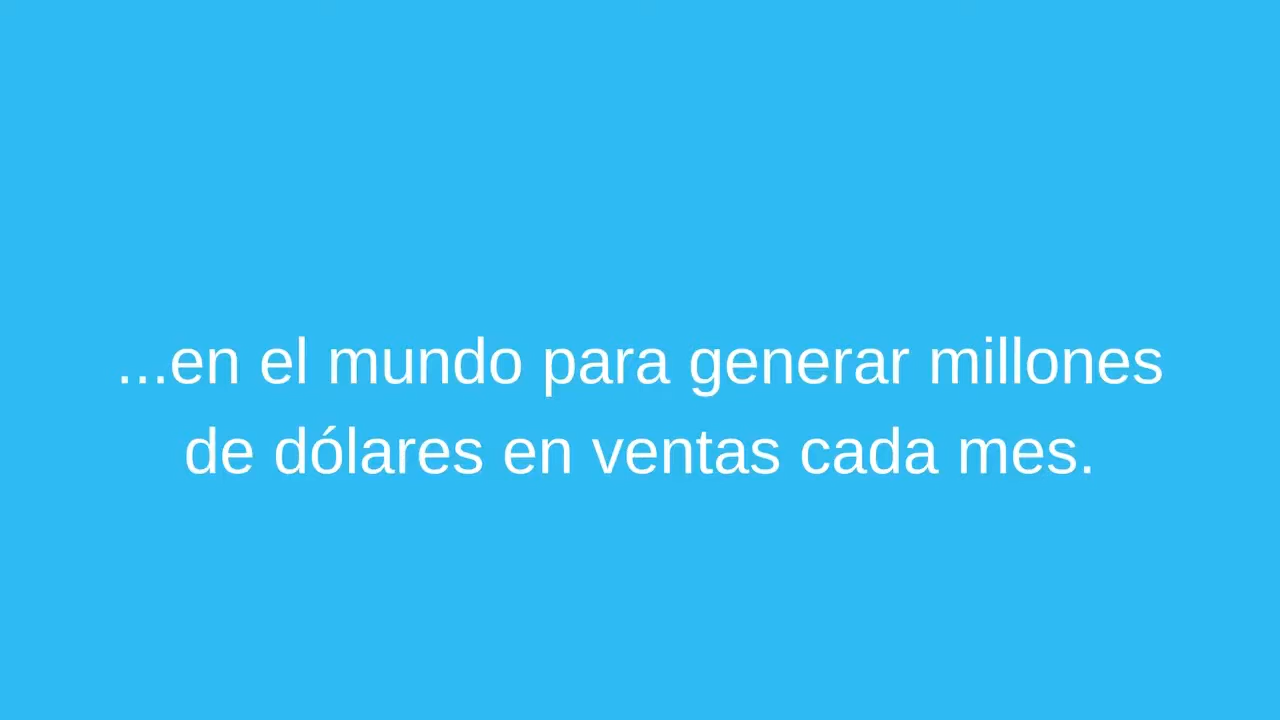 ...en el mundo para generar millones
de dólares en ventas cada mes.